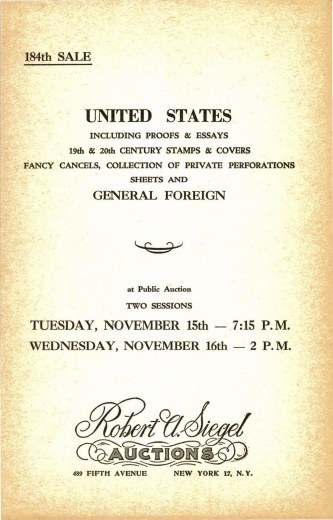 184th SALE
UNITED STATES
INCLUDING PROOFS & ESSAYS
19th & 20th CENTURY STAMPS & COVERS
FANCY CANCELS, COLLECTION OF PRIVATE PERFORATIONS
SHEETS AND
GENERAL FOREIGN
at Public Auction
TWO SESSIONS
TUESDAY, NOVEMBER 15th — 7:15 P.M.
WEDNESDAY, NOVEMBER 16th — 2 P.M.
Robert A. Siegel
AUCTIONS
489 FIFTH AVENUE NEW YORK 17, N.Y.